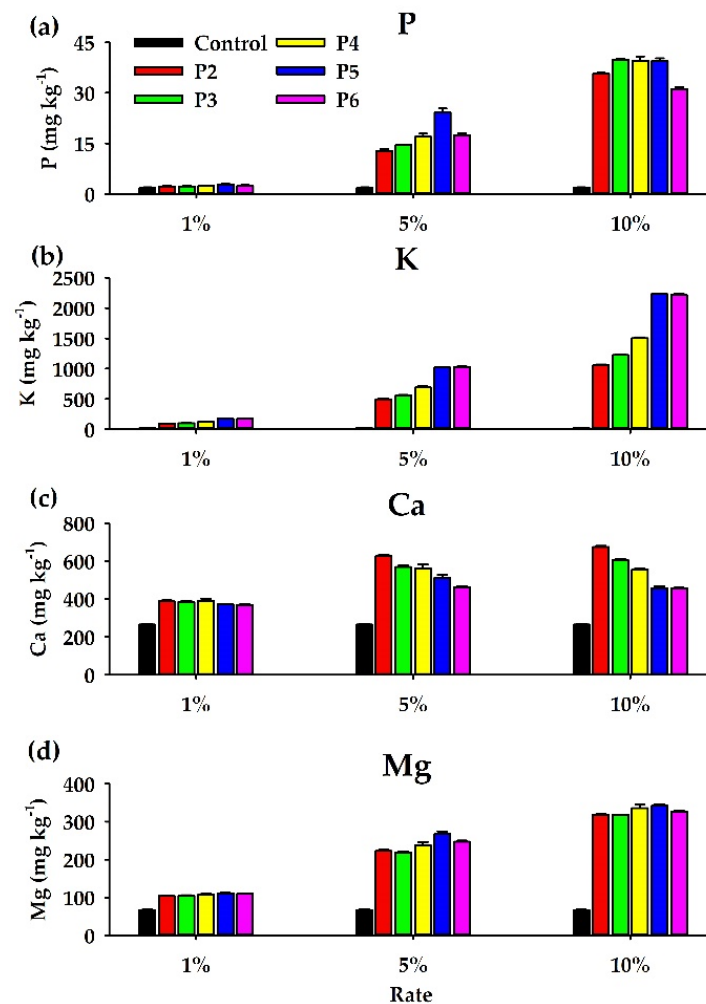 (a) P
Control P4
P2 P5
P3 P6
P (mg kg⁻¹)
45
30
15
0
1% 5% 10%
(b) K
K (mg kg⁻¹)
2500
2000
1500
1000
500
0
1% 5% 10%
(c) Ca
Ca (mg kg⁻¹)
800
600
400
200
0
1% 5% 10%
(d) Mg
Mg (mg kg⁻¹)
400
300
200
100
0
1% 5% 10%
Rate